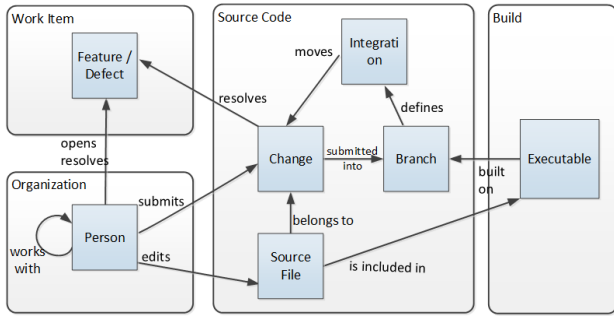 Work Item
Source Code
Build
Feature /
Defect
moves
Integrati
on
resolves
defines
opens
resolves
Change
submitted
into
Branch
Executable
built
on
Organization
submits
Person
works
with
edits
belongs to
Source
File
is included in